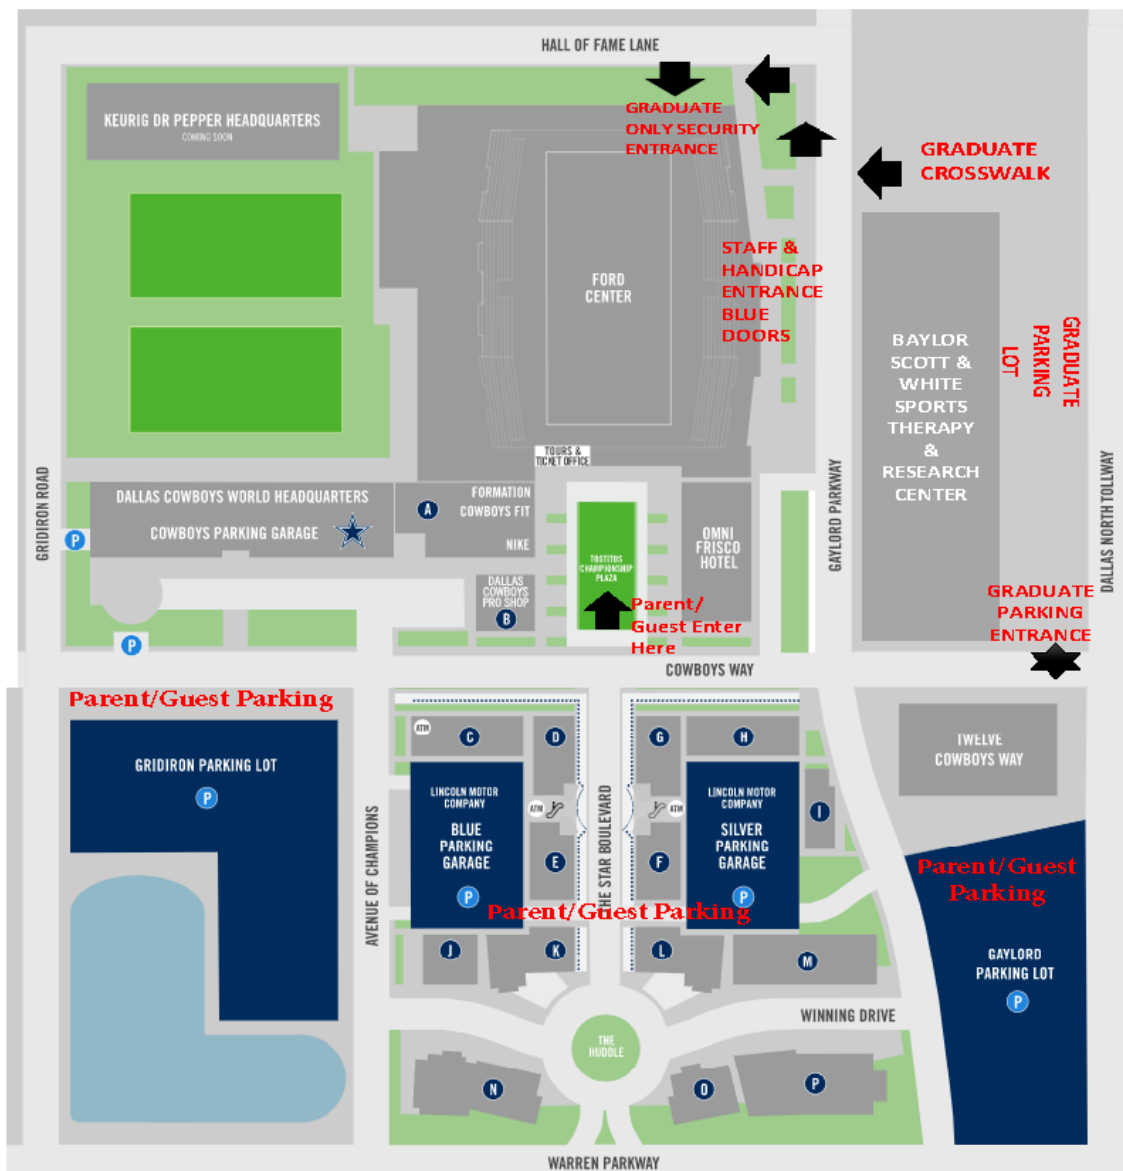 HALL OF FAME LANE
KEURIG DR PEPPER HEADQUARTERS
COMING SOON
GRADUATE
ONLY SECURITY
ENTRANCE
GRADUATE
CROSSWALK
STAFF &
HANDICAP
ENTRANCE
BLUE
DOORS
FORD
CENTER
BAYLOR
SCOTT &
WHITE
SPORTS
THERAPY
&
RESEARCH
CENTER
GRADUATE
PARKING
LOT
TOURS &
TICKET OFFICE
GRIDIRON ROAD
GAYLORD PARKWAY
DALLAS NORTH TOLLWAY
DALLAS COWBOYS WORLD HEADQUARTERS
COWBOYS PARKING GARAGE
P
A
FORMATION
COWBOYS FIT
NIKE
OMNI
FRISCO
HOTEL
TOSTITOS
CHAMPIONSHIP
PLAZA
DALLAS
COWBOYS
PRO SHOP
B
P
Parent/
Guest Enter
Here
GRADUATE
PARKING
ENTRANCE
COWBOYS WAY
Parent/Guest Parking
GRIDIRON PARKING LOT
P
AVENUE OF CHAMPIONS
ATM
C
D
LINCOLN MOTOR
COMPANY
BLUE
PARKING
GARAGE
P
ATM
E
THE STAR BOULEVARD
G
H
ATM
LINCOLN MOTOR
COMPANY
SILVER
PARKING
GARAGE
P
F
I
Parent/Guest Parking
TWELVE
COWBOYS WAY
Parent/Guest
Parking
GAYLORD
PARKING LOT
P
J
K
L
M
WINNING DRIVE
THE
HUDDLE
N
O
P
WARREN PARKWAY